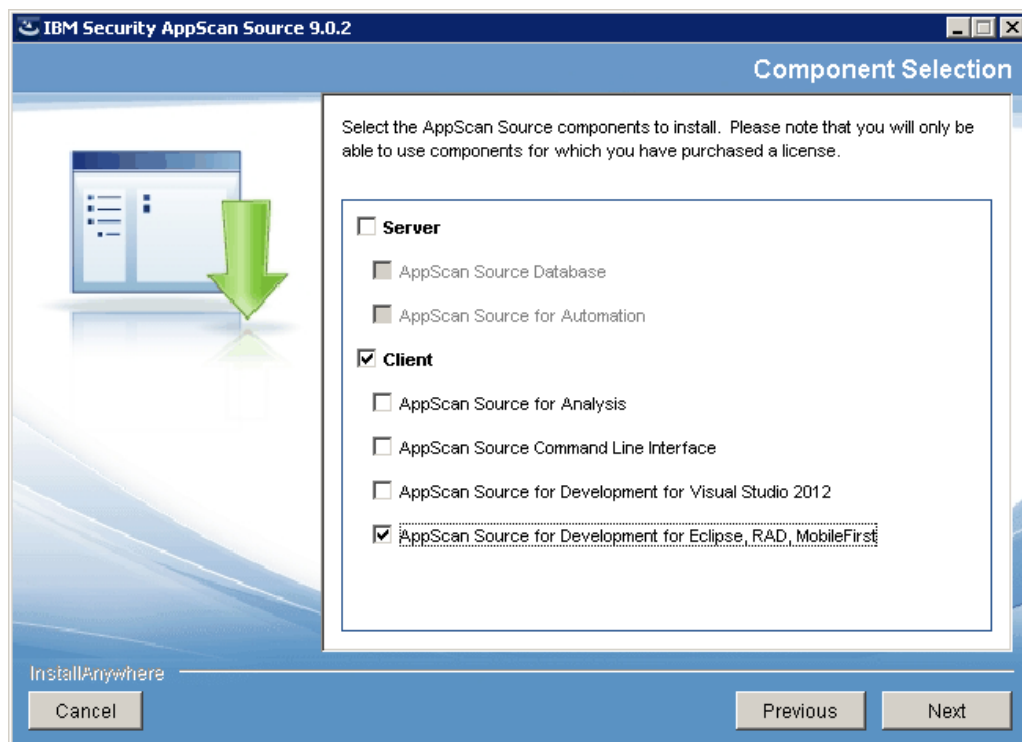 IBM Security AppScan Source 9.0.2
Component Selection
Select the AppScan Source components to install. Please note that you will only be
able to use components for which you have purchased a license.
Server
AppScan Source Database
AppScan Source for Automation
Client
AppScan Source for Analysis
AppScan Source Command Line Interface
AppScan Source for Development for Visual Studio 2012
AppScan Source for Development for Eclipse, RAD, MobileFirst
InstallAnywhere
Cancel
Previous
Next